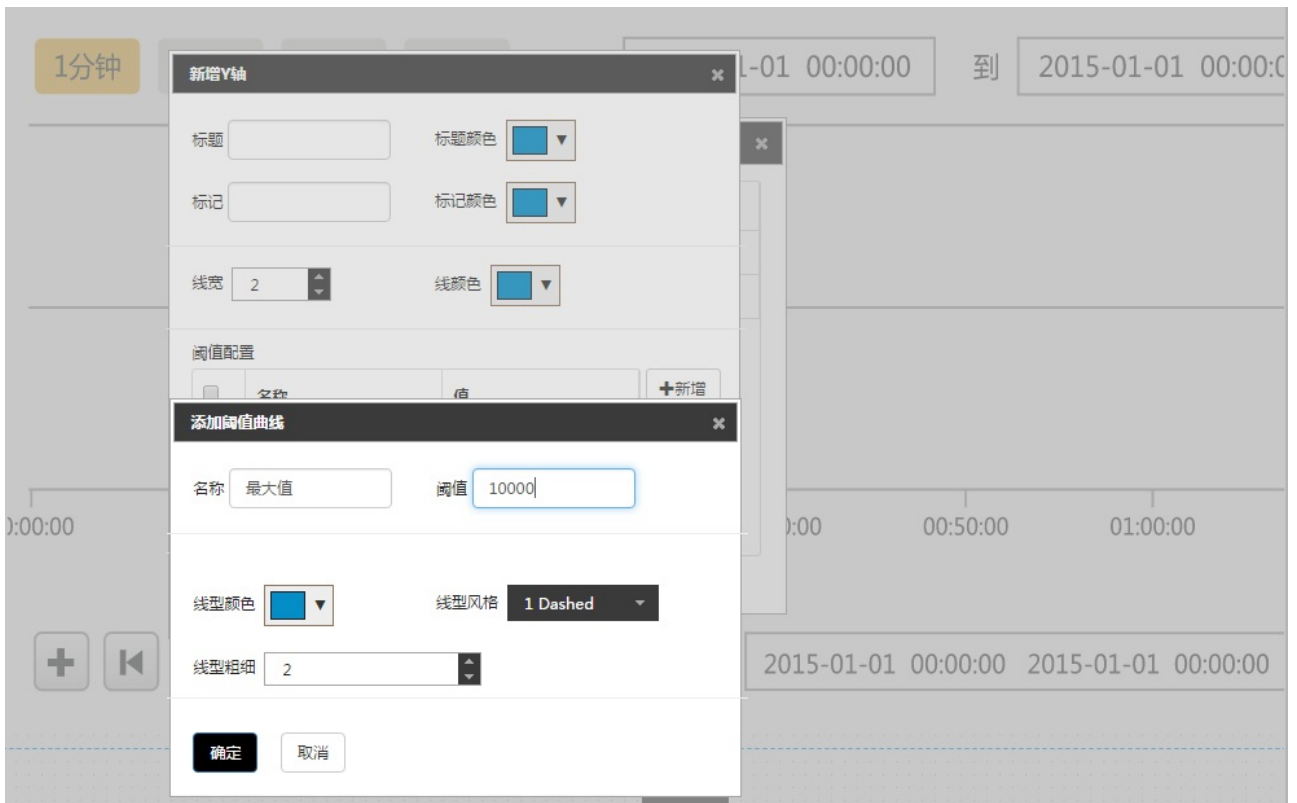 1分钟
-01 00:00:00 到 2015-01-01 00:00:0
新增Y轴
标题 标题颜色
标记 标记颜色
线宽 2 线颜色
阈值配置
名称 值 新增
添加阈值曲线
名称 最大值 阈值 10000
):00:00 0:00 00:50:00 01:00:00
线型颜色 线型风格 1 Dashed
线型粗细 2
2015-01-01 00:00:00 2015-01-01 00:00:00
确定 取消